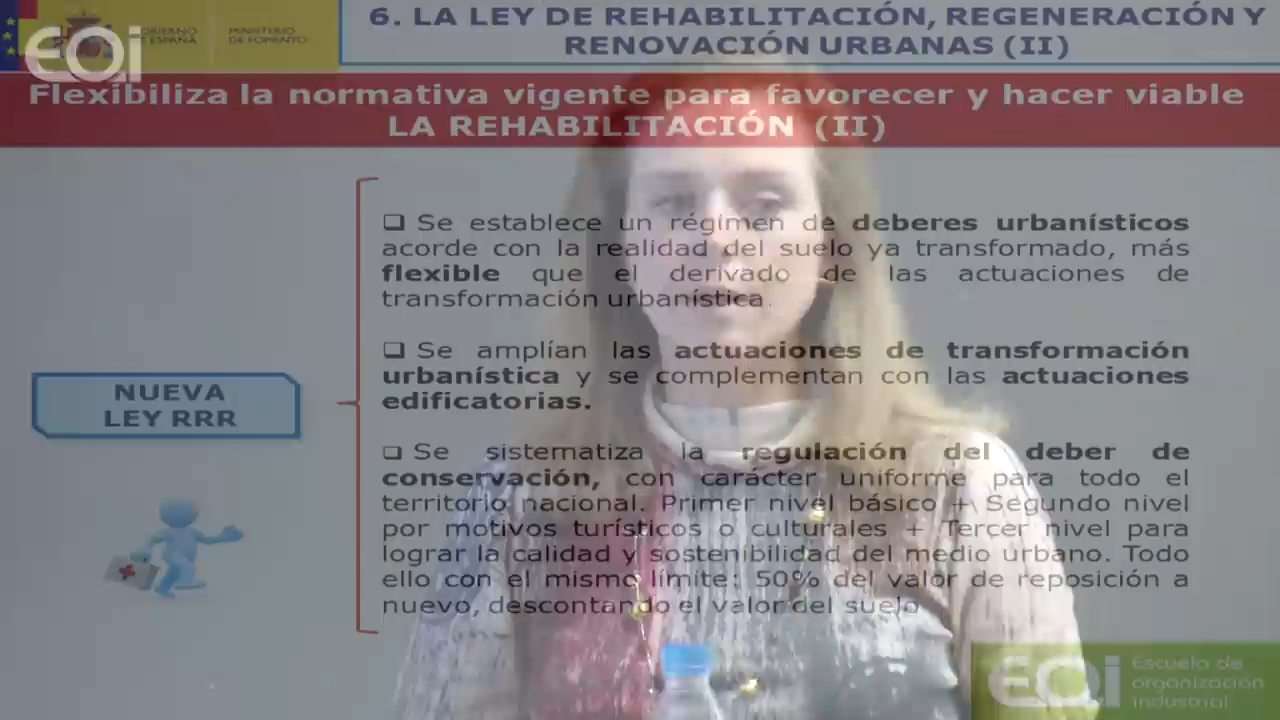 EOI
GOBIERNO
DE ESPAÑA
MINISTERIO
DE FOMENTO
6. LA LEY DE REHABILITACIÓN, REGENERACIÓN Y
RENOVACIÓN URBANAS (II)
Flexibiliza la normativa vigente para favorecer y hacer viable
LA REHABILITACIÓN (II)
❑ Se establece un régimen de deberes urbanísticos
acorde con la realidad del suelo ya transformado, más
flexible que el derivado de las actuaciones de
transformación urbanística.
❑ Se amplían las actuaciones de transformación
urbanística y se complementan con las actuaciones
edificatorias.
NUEVA
LEY RRR
❑ Se sistematiza la regulación del deber de
conservación, con carácter uniforme para todo el
territorio nacional. Primer nivel básico + Segundo nivel
por motivos turísticos o culturales + Tercer nivel para
lograr la calidad y sostenibilidad del medio urbano. Todo
ello con el mismo límite: 50% del valor de reposición a
nuevo, descontando el valor del suelo
EOI
Escuela de
organización
industrial